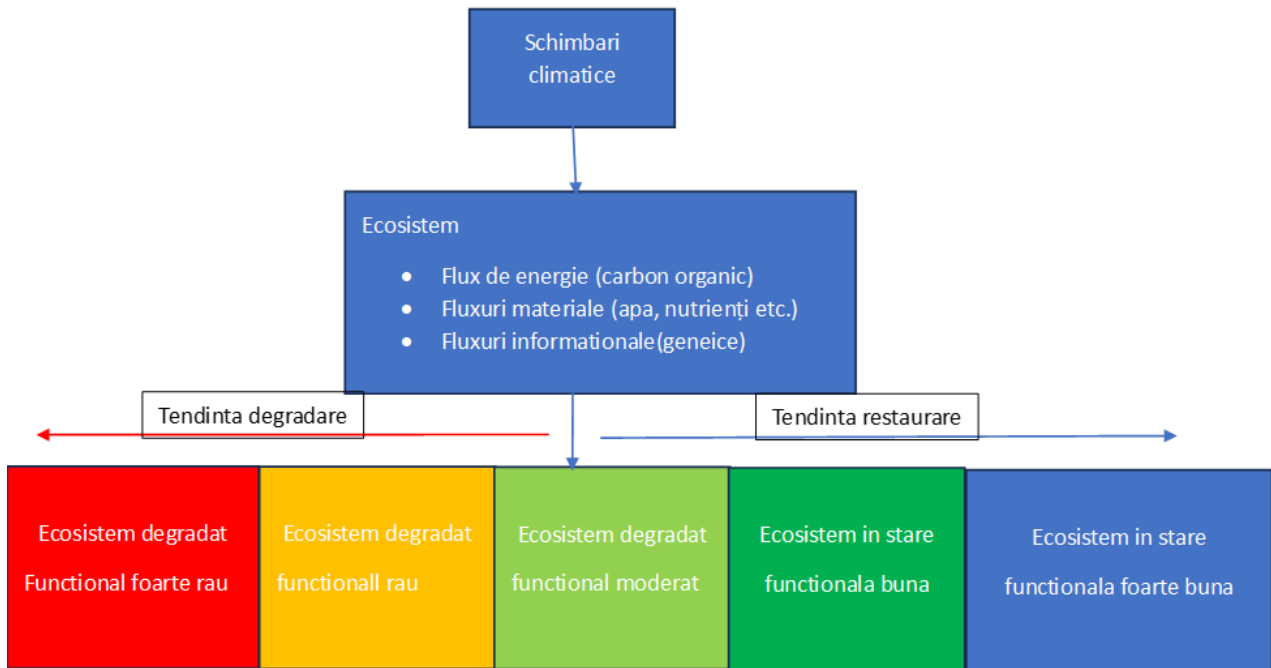 Schimbari
climatice
Ecosistem
• Flux de energie (carbon organic)
• Fluxuri materiale (apa, nutrienți etc.)
• Fluxuri informationale(geneice)
Tendinta degradare
Tendinta restaurare
Ecosistem degradat
Functional foarte rau
Ecosistem degradat
functionall rau
Ecosistem degradat
functional moderat
Ecosistem in stare
functionala buna
Ecosistem in stare
functionala foarte buna